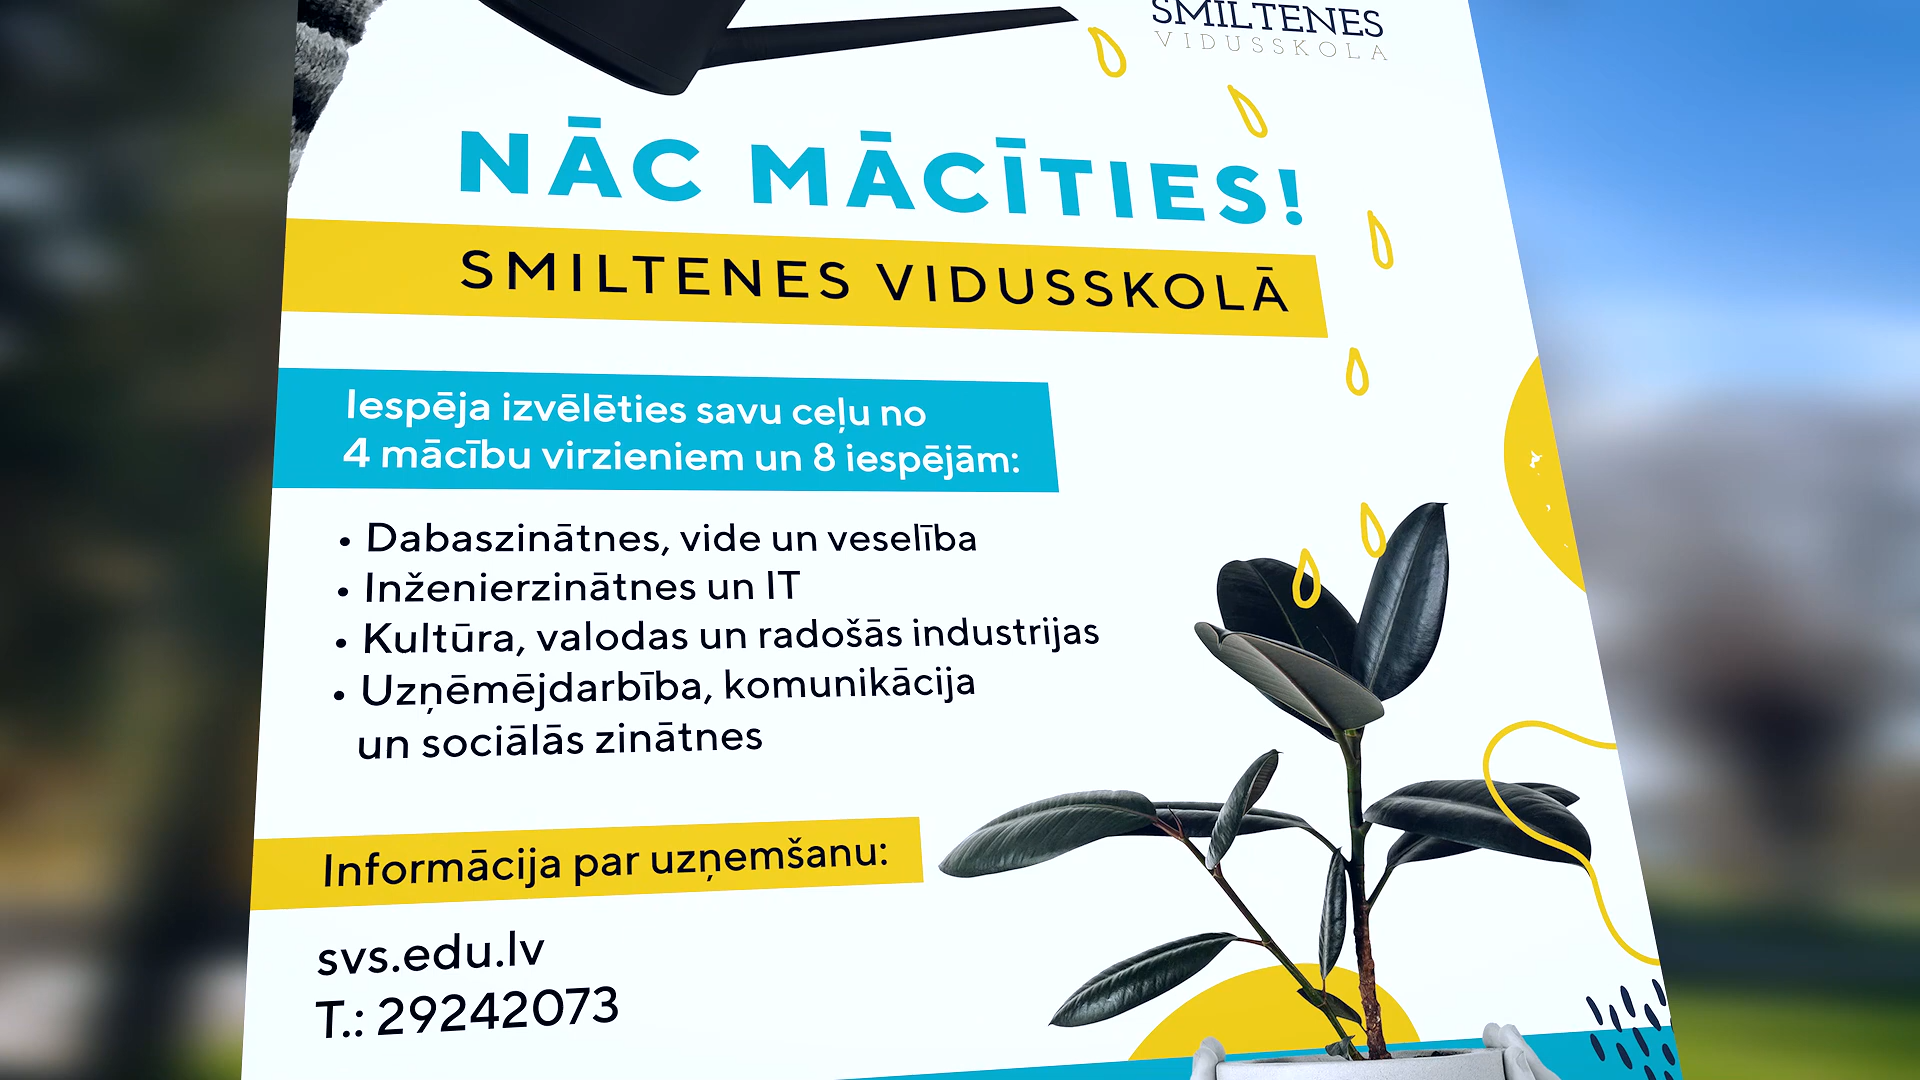 SMILTENES
VIDUSSKOLA
NĀC MĀCĪTIES!
SMILTENES VIDUSSKOLĀ
Iespēja izvēlēties savu ceļu no
4 mācību virzieniem un 8 iespējām:
• Dabaszinātnes, vide un veselība
• Inženierzinātnes un IT
• Kultūra, valodas un radošās industrijas
• Uzņēmējdarbība, komunikācija
un sociālās zinātnes
Informācija par uzņemšanu:
svs.edu.lv
T.: 29242073